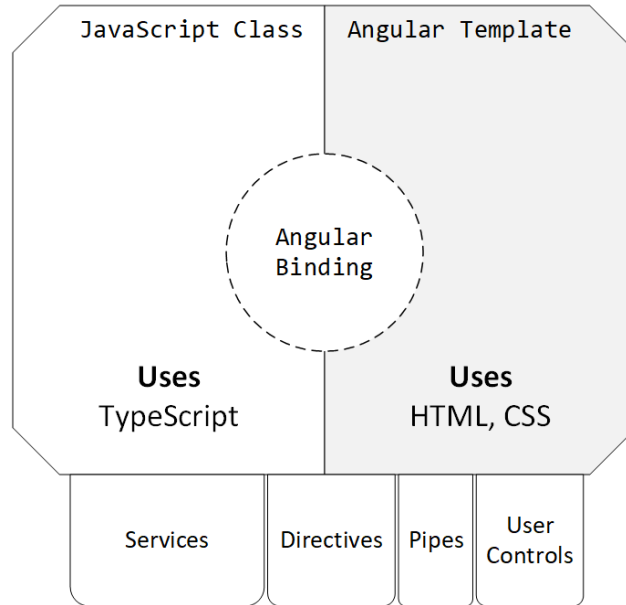 JavaScript Class
Angular Template
Angular
Binding
Uses
TypeScript
Uses
HTML, CSS
Services
Directives
Pipes
User
Controls